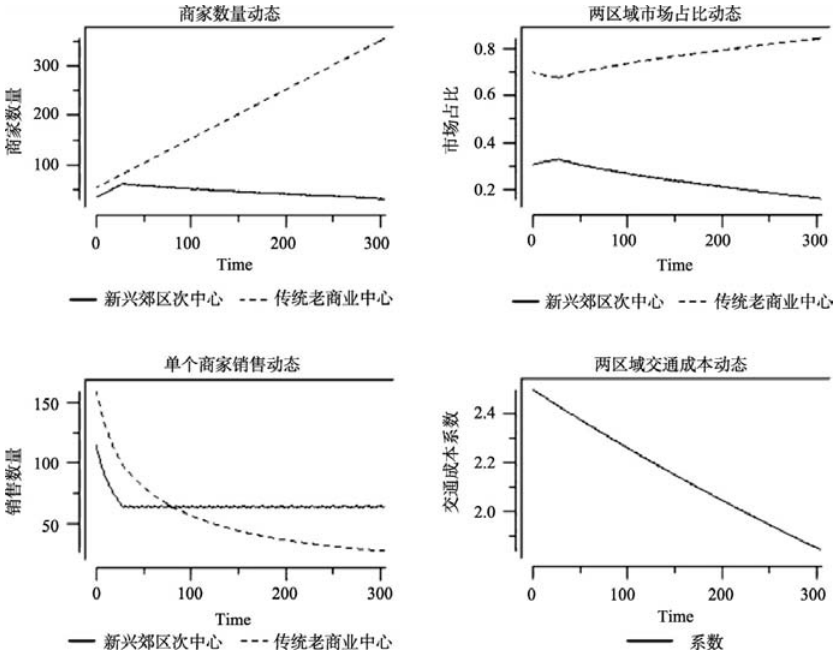 商家数量动态
商家数量
300
200
100
0 100 200 300
Time
新兴郊区次中心 传统老商业中心
两区域市场占比动态
市场占比
0.8
0.6
0.4
0.2
0 100 200 300
Time
新兴郊区次中心 传统老商业中心
单个商家销售动态
销售数量
150
100
50
0 100 200 300
Time
新兴郊区次中心 传统老商业中心
两区域交通成本动态
交通成本系数
2.4
2.2
2.0
0 100 200 300
Time
系数